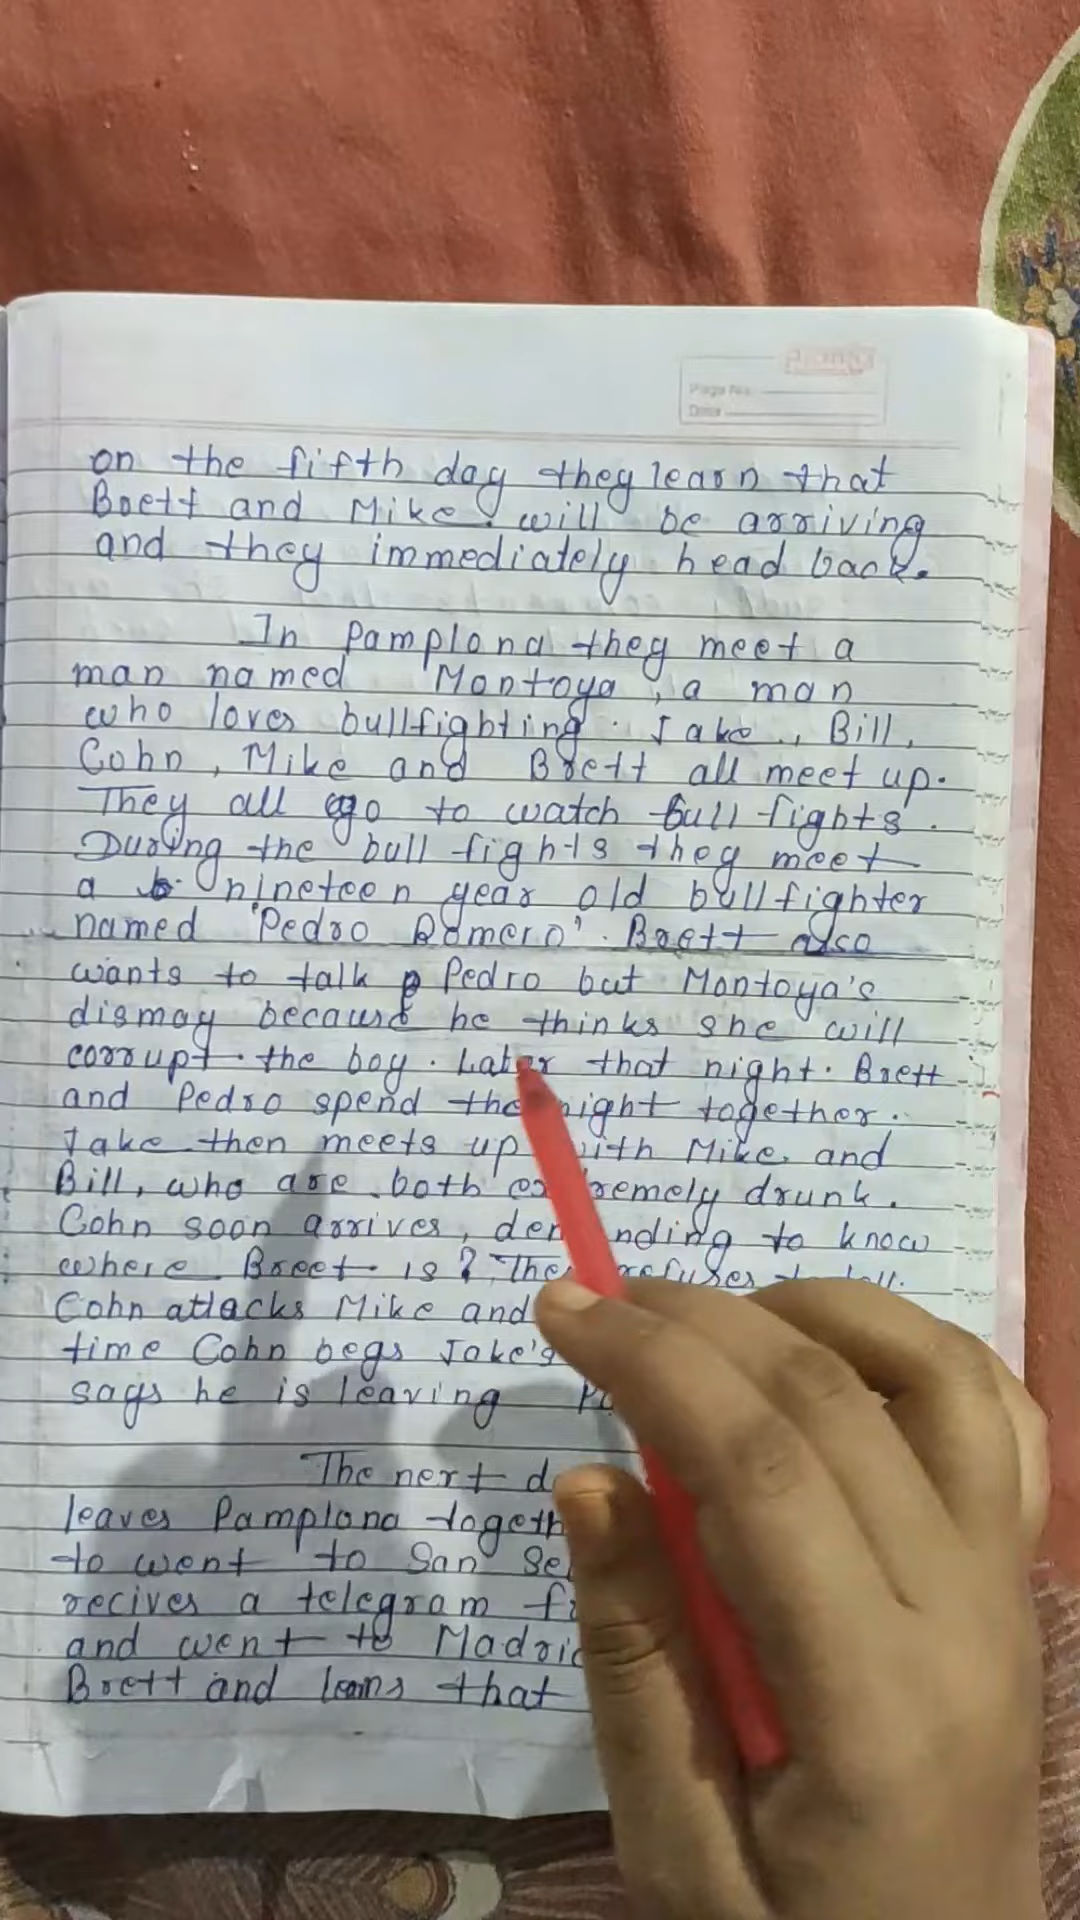 Page No.
Date
on the fifth day they learn that
Brett and Mike will be arriving
and they immediately head back.
In Pamplona they meet a
man named Montoya, a man
who loves bullfighting. Jake, Bill,
Cohn, Mike and Brett all meet up.
They all go to watch bull fights.
During the bull fights they meet
a nineteen year old bullfighter
named 'Pedro Romero'. Brett also
wants to talk Pedro but Montoya's
dismay because he thinks she will
corrupt the boy. Later that night. Brett
and Pedro spend the night together.
Jake then meets up with Mike and
Bill, who are both extremely drunk.
Cohn soon arrives, demanding to know
where Breet is? The refuses to tell.
Cohn attacks Mike and
time Cohn begs Jake's
says he is leaving
The next
leaves Pamplona
to went to San
recives a telegram
and went to
Brett and leans that